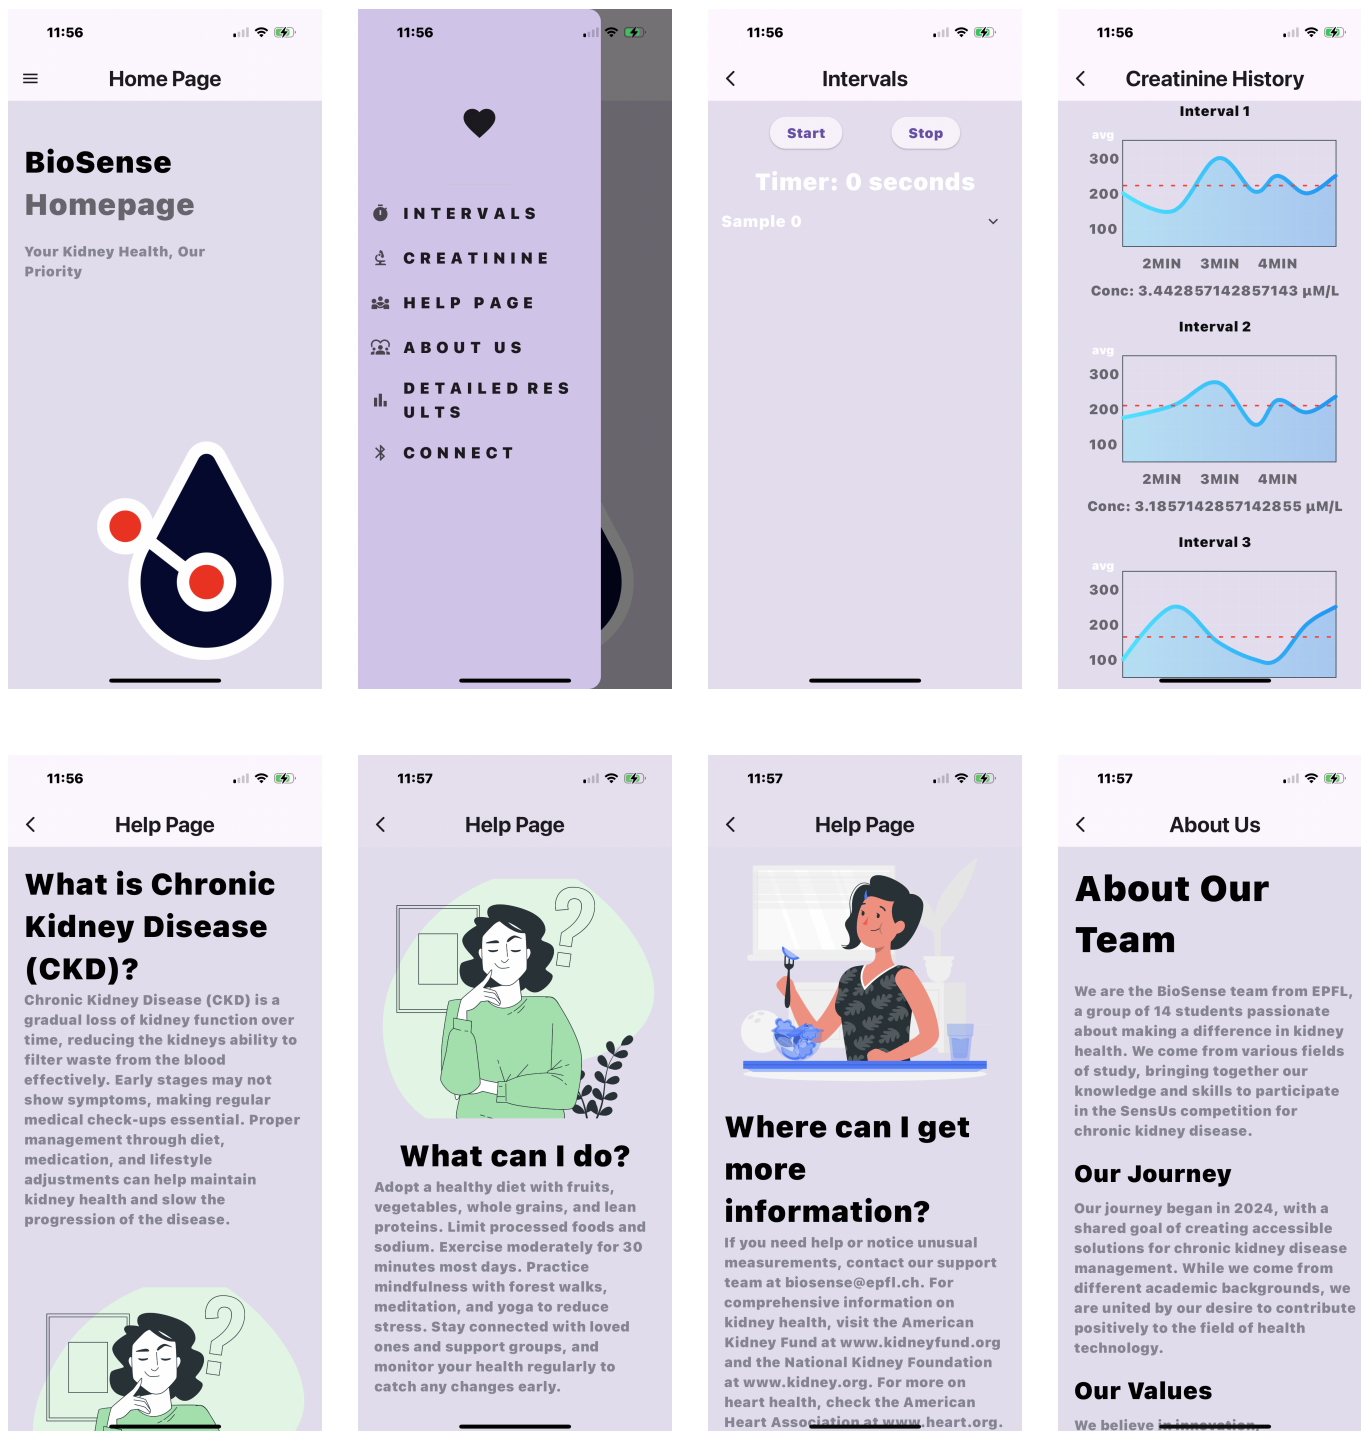 11:56
Home Page
BioSense
Homepage
Your Kidney Health, Our
Priority
11:56
INTERVALS
CREATININE
HELP PAGE
ABOUT US
DETAILED RES
ULTS
CONNECT
11:56
Intervals
Start
Stop
Timer: 0 seconds
Sample 0
11:56
Creatinine History
Interval 1
avg
300
200
100
2MIN 3MIN 4MIN
Conc: 3.442857142857143 µM/L
Interval 2
avg
300
200
100
2MIN 3MIN 4MIN
Conc: 3.1857142857142855 µM/L
Interval 3
avg
300
200
100
11:56
Help Page
What is Chronic
Kidney Disease
(CKD)?
Chronic Kidney Disease (CKD) is a
gradual loss of kidney function over
time, reducing the kidneys ability to
filter waste from the blood
effectively. Early stages may not
show symptoms, making regular
medical check-ups essential. Proper
management through diet,
medication, and lifestyle
adjustments can help maintain
kidney health and slow the
progression of the disease.
?
11:57
Help Page
?
What can I do?
Adopt a healthy diet with fruits,
vegetables, whole grains, and lean
proteins. Limit processed foods and
sodium. Exercise moderately for 30
minutes most days. Practice
mindfulness with forest walks,
meditation, and yoga to reduce
stress. Stay connected with loved
ones and support groups, and
monitor your health regularly to
catch any changes early.
11:57
Help Page
Where can I get
more
information?
If you need help or notice unusual
measurements, contact our support
team at biosense@epfl.ch. For
comprehensive information on
kidney health, visit the American
Kidney Fund at www.kidneyfund.org
and the National Kidney Foundation
at www.kidney.org. For more on
heart health, check the American
Heart Association at www.heart.org.
11:57
About Us
About Our
Team
We are the BioSense team from EPFL,
a group of 14 students passionate
about making a difference in kidney
health. We come from various fields
of study, bringing together our
knowledge and skills to participate
in the SensUs competition for
chronic kidney disease.
Our Journey
Our journey began in 2024, with a
shared goal of creating accessible
solutions for chronic kidney disease
management. While we come from
different academic backgrounds, we
are united by our desire to contribute
positively to the field of health
technology.
Our Values
We believe in innovation,